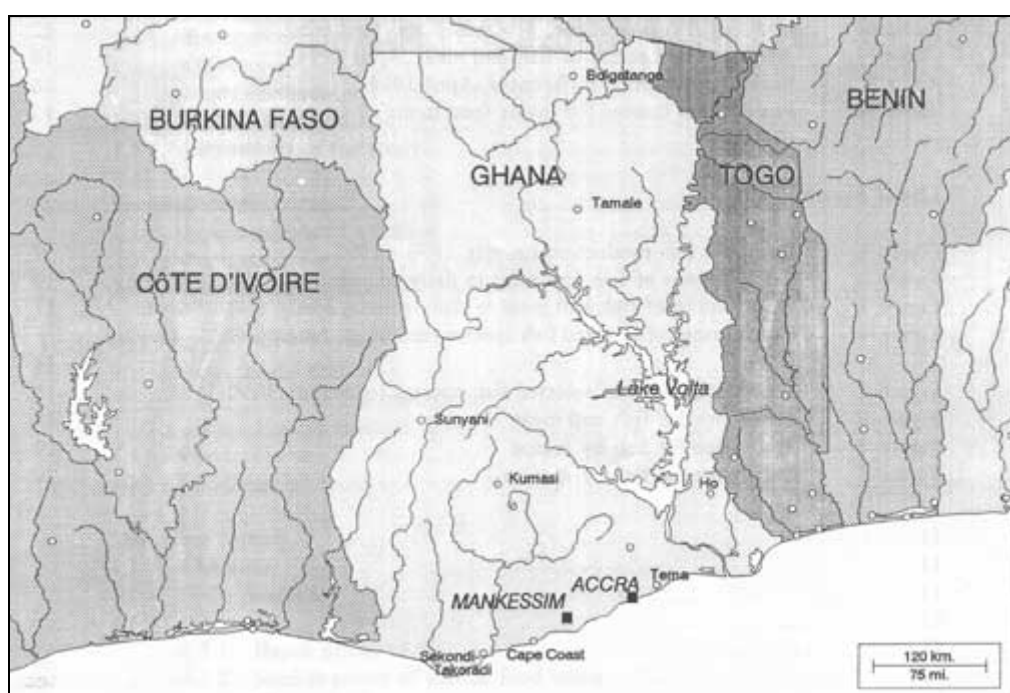 Bolgatanga
BENIN
BURKINA FASO
GHANA
TOGO
Tamale
CôTE D'IVOIRE
Lake Volta
Sunyani
Kumasi
Ho
Tema
ACCRA
MANKESSIM
Sekondi-
Takoradi
Cape Coast
120 km.
75 mi.